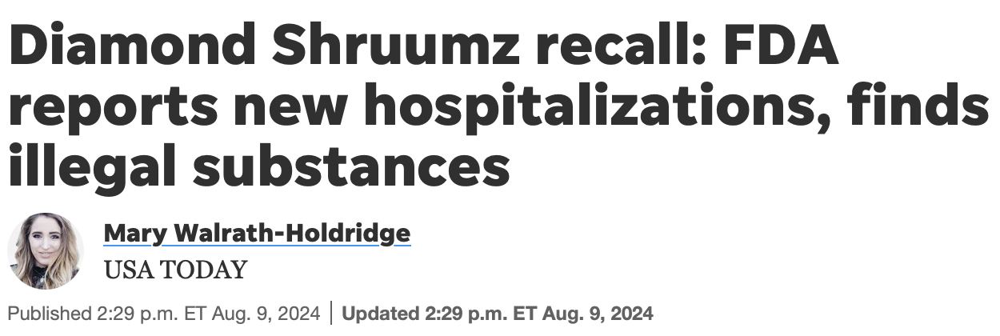 Diamond Shruumz recall: FDA
reports new hospitalizations, finds
illegal substances
Mary Walrath-Holdridge
USA TODAY
Published 2:29 p.m. ET Aug. 9, 2024 | Updated 2:29 p.m. ET Aug. 9, 2024